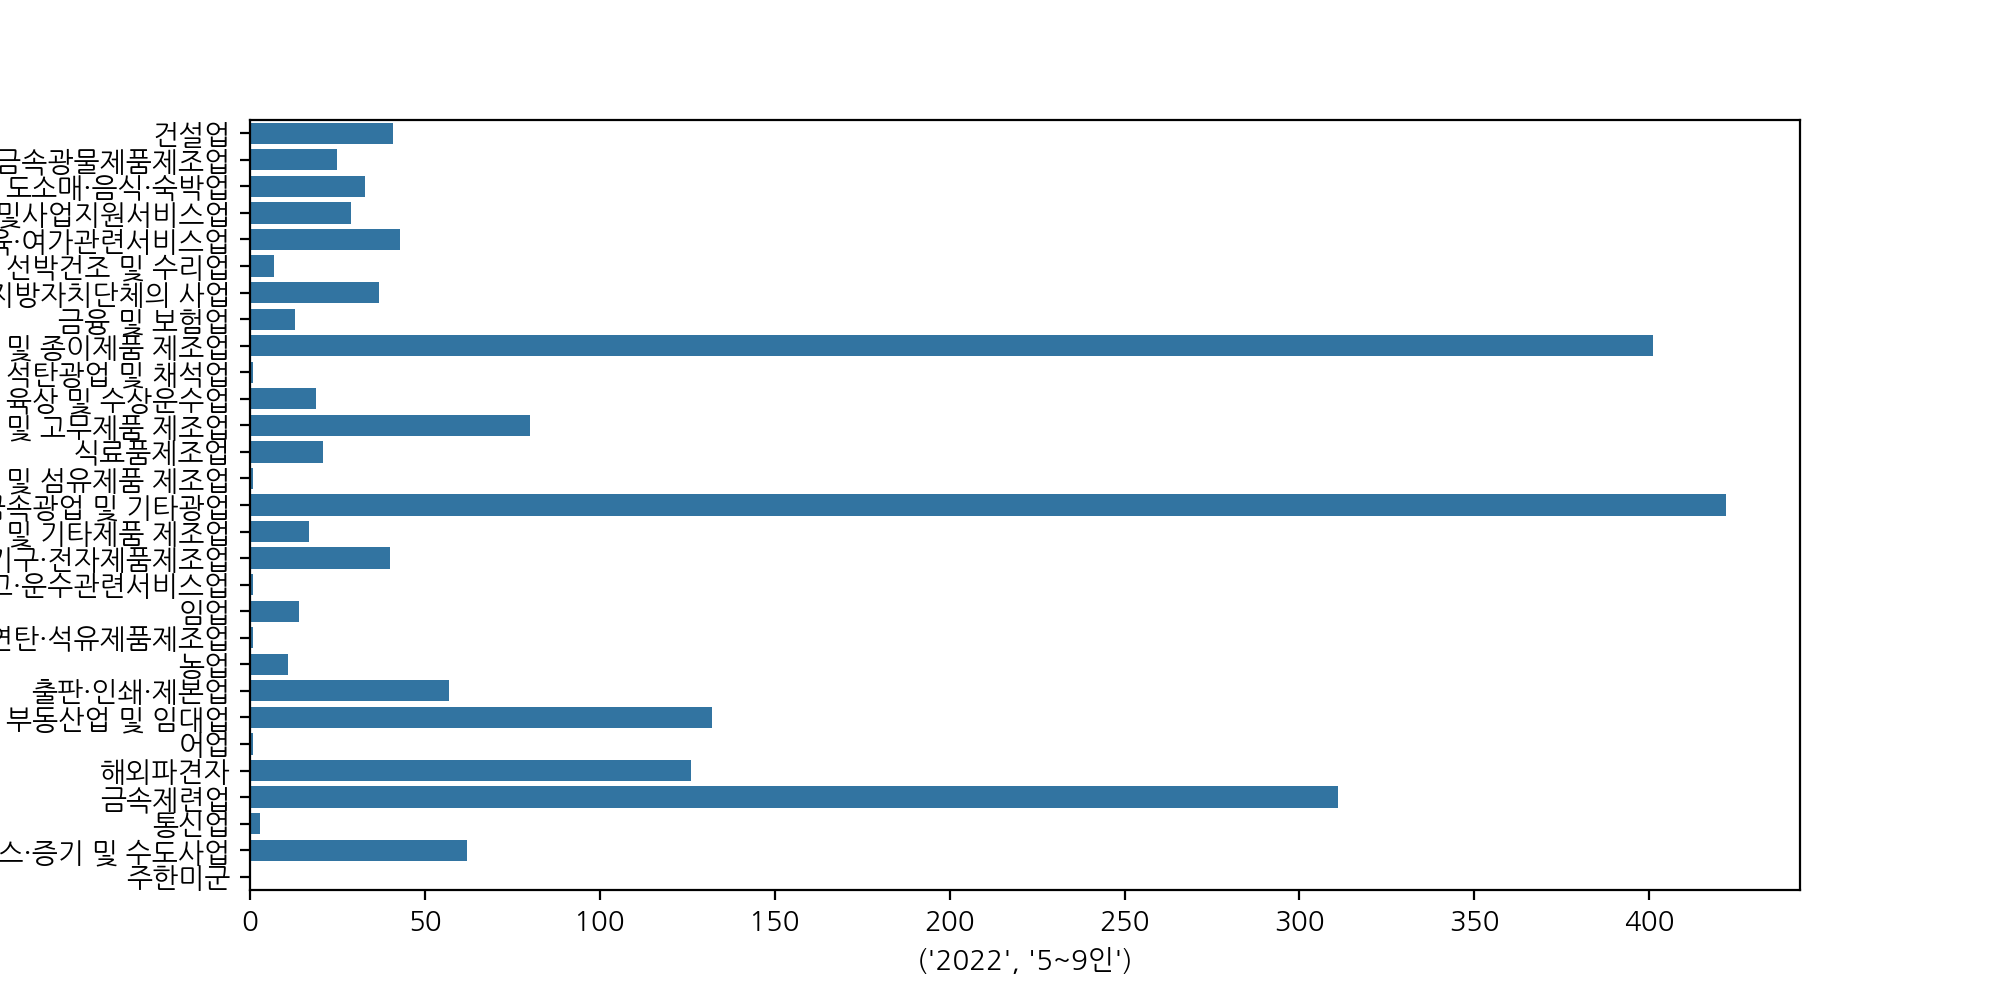 건설업
금속광물제품제조업
도소매·음식·숙박업
및사업지원서비스업
·여가관련서비스업
선박건조 및 수리업
지방자치단체의 사업
금융 및 보험업
및 종이제품 제조업
석탄광업 및 채석업
육상 및 수상운수업
및 고무제품 제조업
식료품제조업
및 섬유제품 제조업
금속광업 및 기타광업
및 기타제품 제조업
기구·전자제품제조업
·운수관련서비스업
임업
연탄·석유제품제조업
농업
출판·인쇄·제본업
부동산업 및 임대업
어업
해외파견자
금속제련업
통신업
스·증기 및 수도사업
주한미군
0 50 100 150 200 250 300 350 400
('2022', '5~9인')